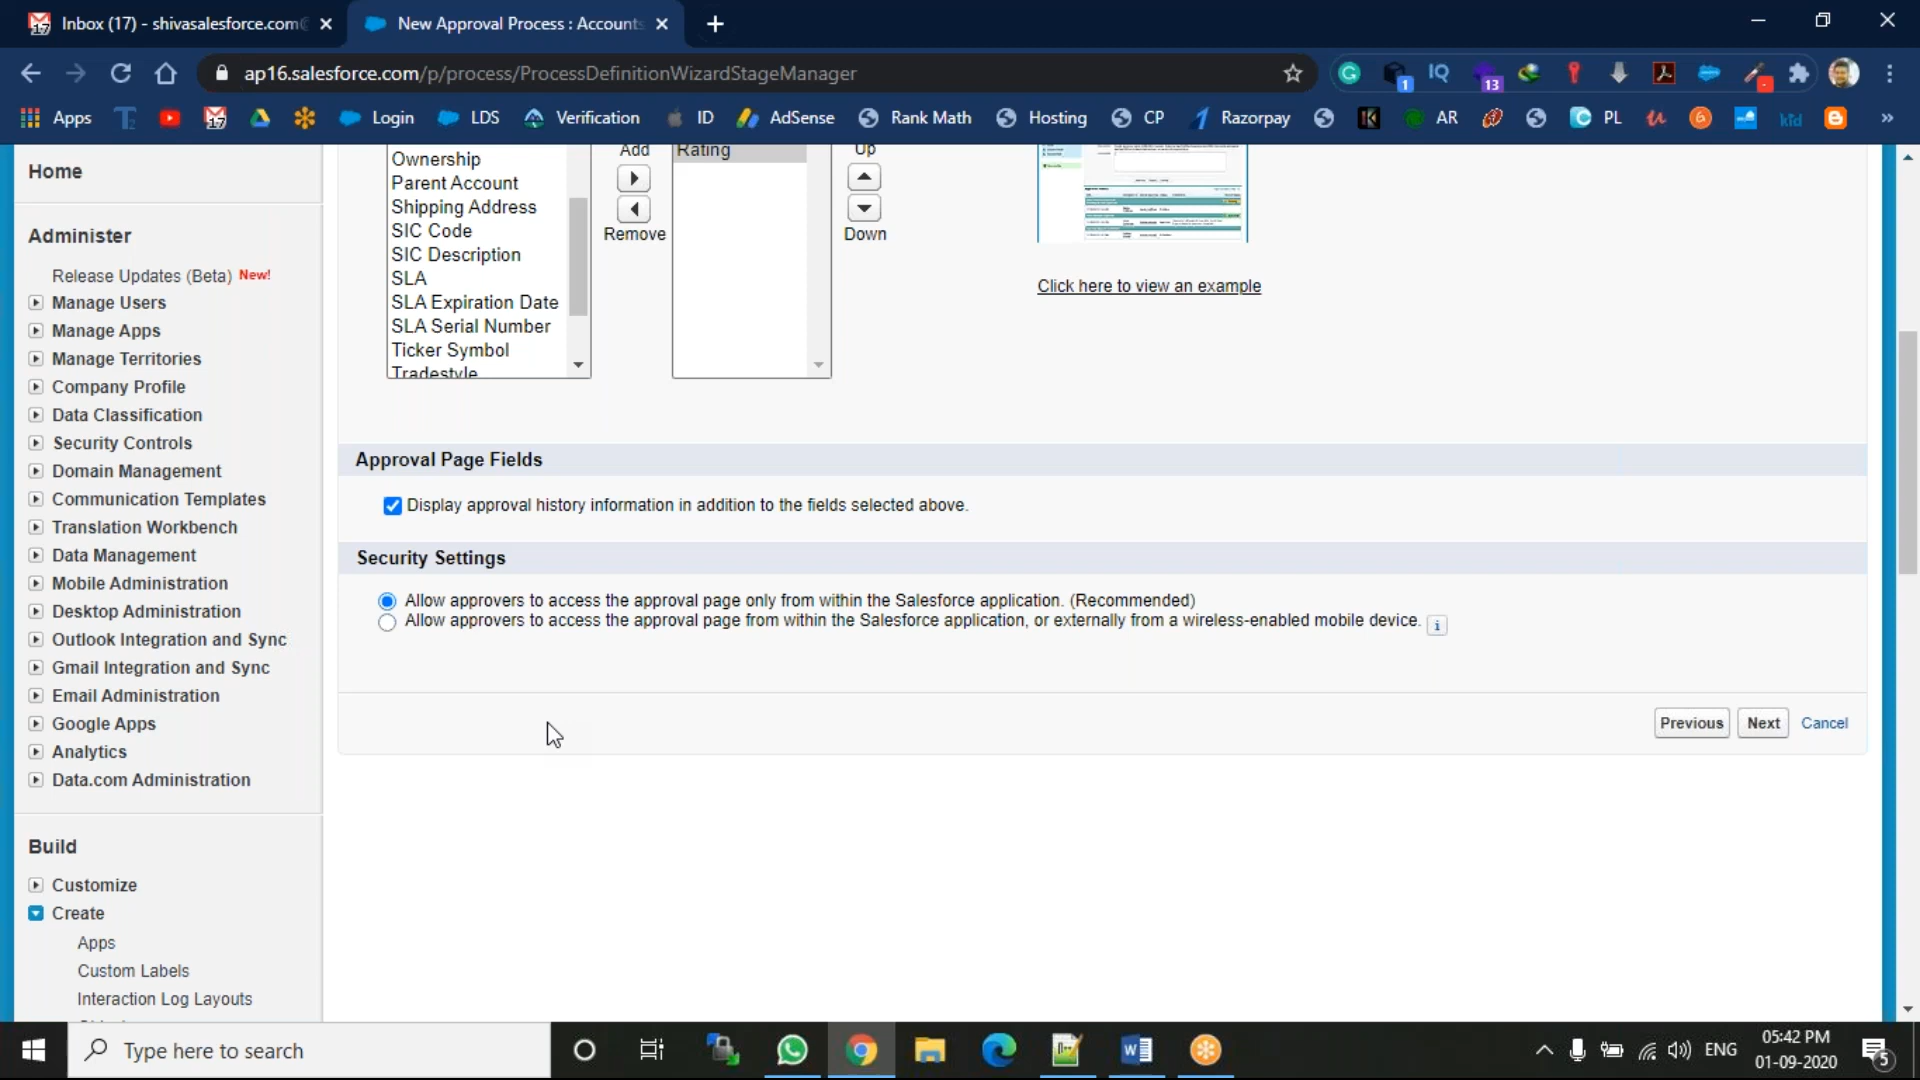 Inbox (17) - shivasalesforce.com
New Approval Process : Accounts
ap16.salesforce.com/p/process/ProcessDefinitionWizardStageManager
IQ
1
13
Apps
Login
LDS
Verification
ID
AdSense
Rank Math
Hosting
CP
Razorpay
AR
PL
kid
»
Home
Administer
Release Updates (Beta) New!
Manage Users
Manage Apps
Manage Territories
Company Profile
Data Classification
Security Controls
Domain Management
Communication Templates
Translation Workbench
Data Management
Mobile Administration
Desktop Administration
Outlook Integration and Sync
Gmail Integration and Sync
Email Administration
Google Apps
Analytics
Data.com Administration
Build
Customize
Create
Apps
Custom Labels
Interaction Log Layouts
Ownership
Parent Account
Shipping Address
SIC Code
SIC Description
SLA
SLA Expiration Date
SLA Serial Number
Ticker Symbol
Tradestyle
Add
Remove
Rating
Up
Down
Click here to view an example
Approval Page Fields
Display approval history information in addition to the fields selected above.
Security Settings
Allow approvers to access the approval page only from within the Salesforce application. (Recommended)
Allow approvers to access the approval page from within the Salesforce application, or externally from a wireless-enabled mobile device.
Previous Next Cancel
Type here to search
ENG
05:42 PM
01-09-2020
5